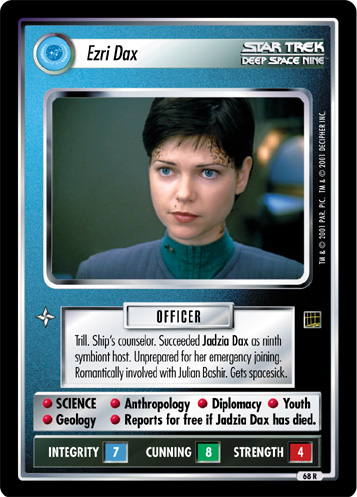 Ezri Dax
STAR TREK
DEEP SPACE NINE™
TM & © 2001 PAR. PIC. TM & © 2001 DECIPHER INC.
OFFICER
Trill. Ship's counselor. Succeeded Jadzia Dax as ninth
symbiont host. Unprepared for her emergency joining.
Romantically involved with Julian Bashir. Gets spacesick.
SCIENCE Anthropology Diplomacy Youth
Geology Reports for free if Jadzia Dax has died.
INTEGRITY 7 CUNNING 8 STRENGTH 4
68 R